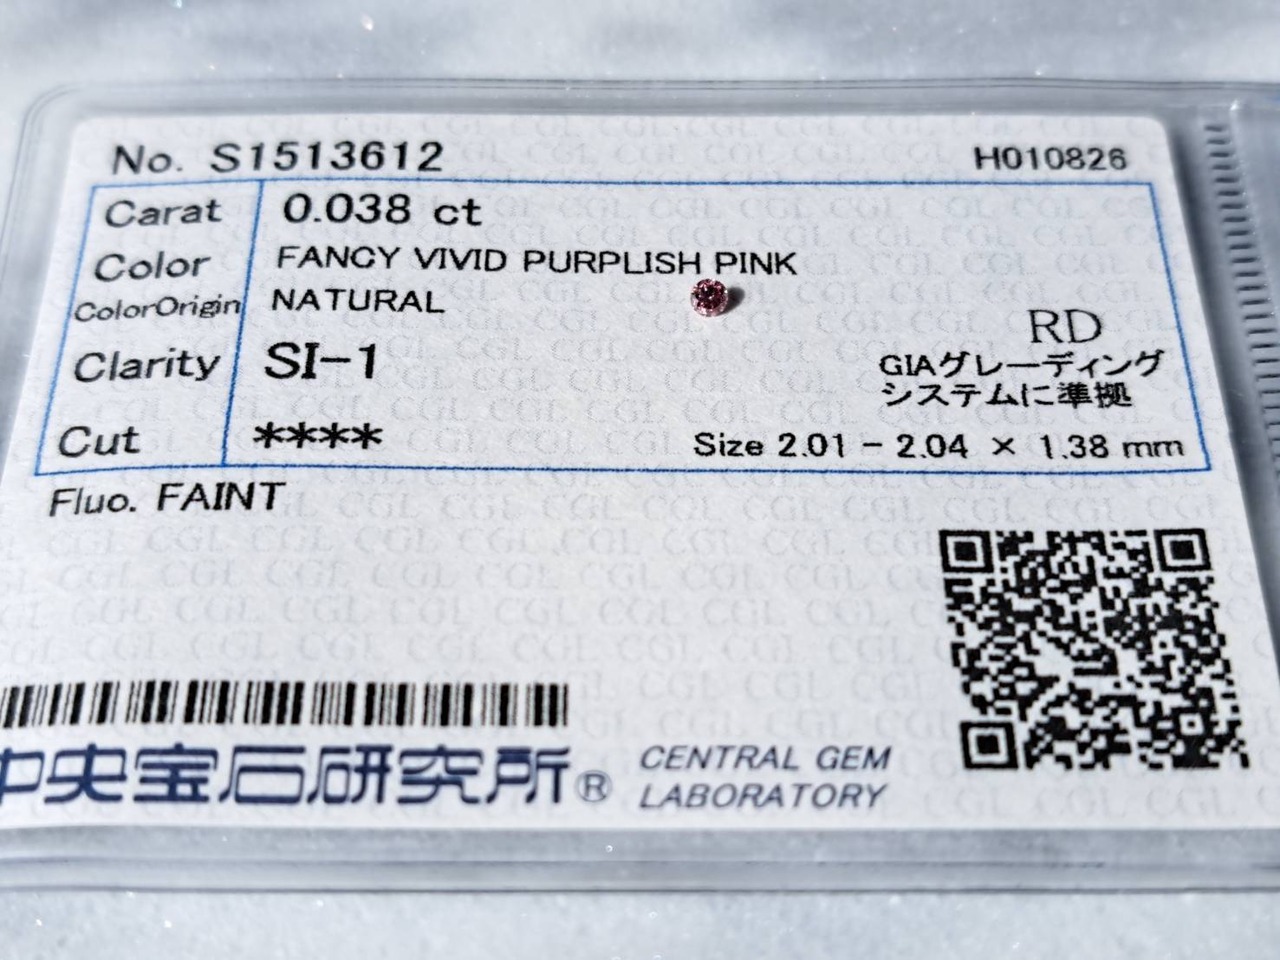 No. S1513612
H010826
Carat 0.038 ct
Color FANCY VIVID PURPLISH PINK
ColorOrigin NATURAL
RD
Clarity SI-1
GIAグレーディング
システムに準拠
Cut ****
Size 2.01 - 2.04 × 1.38 mm
Fluo. FAINT
中央宝石研究所®
CENTRAL GEM
LABORATORY